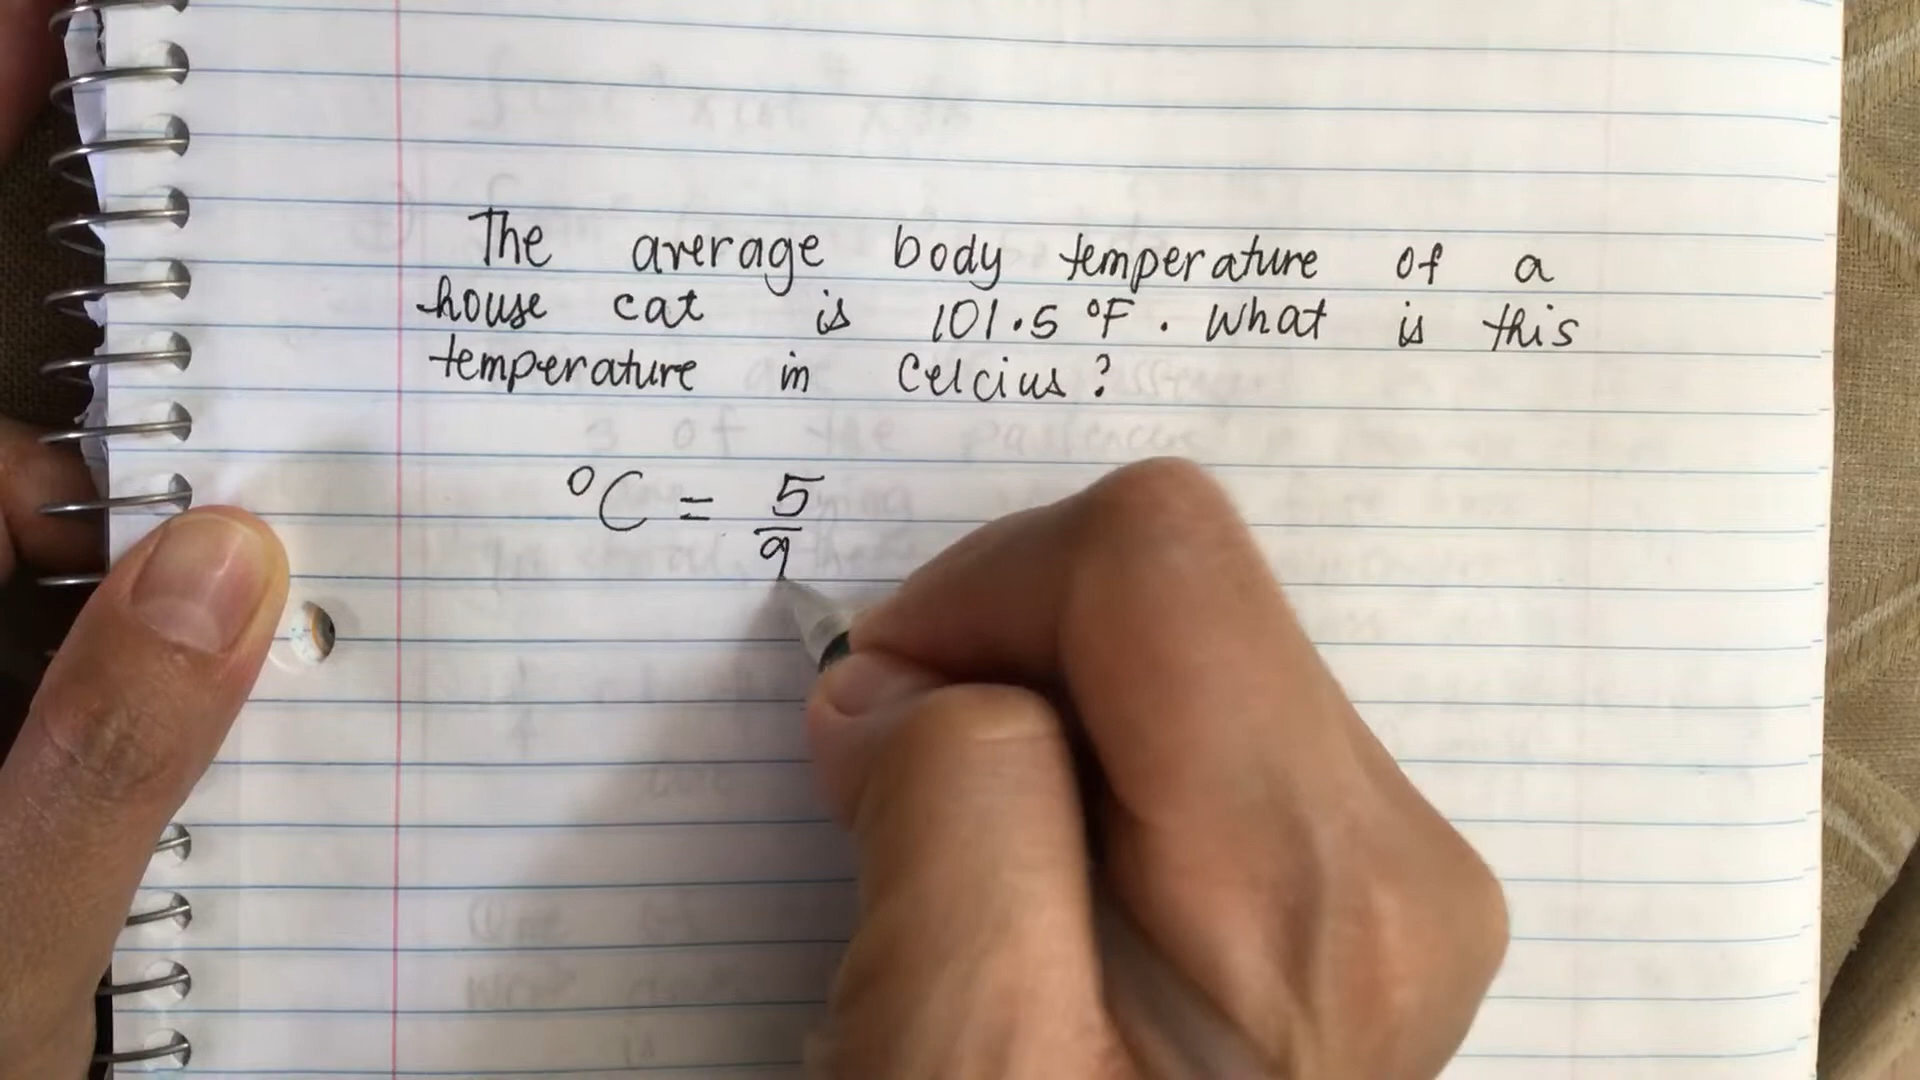 The average body temperature of a
house cat is 101.5 °F. What is this
temperature in Celcius?
°C = 5/9